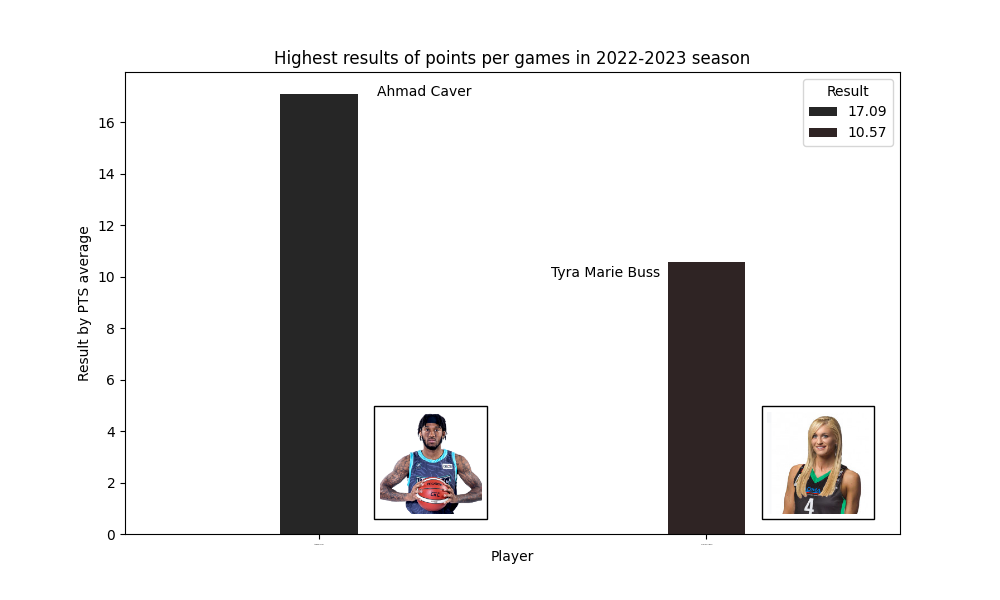 Highest results of points per games in 2022-2023 season
Ahmad Caver
Result
17.09
10.57
16
14
12
10
8
6
4
2
0
Result by PTS average
Tyra Marie Buss
4
Player